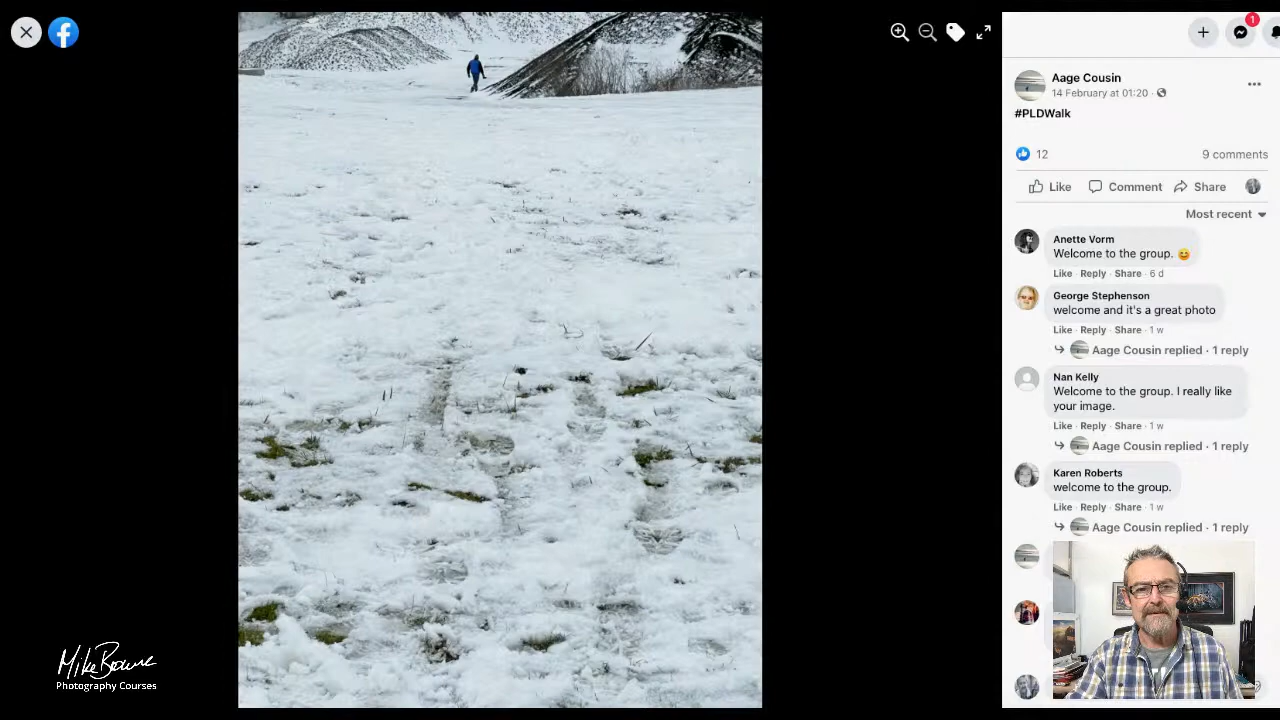 1
Aage Cousin
14 February at 01:20 ·
#PLDWalk
12
9 comments
Like
Comment
Share
Most recent
Anette Vorm
Welcome to the group. 😊
Like · Reply · Share · 6 d
George Stephenson
welcome and it's a great photo
Like · Reply · Share · 1 w
Aage Cousin replied · 1 reply
Nan Kelly
Welcome to the group. I really like
your image.
Like · Reply · Share · 1 w
Aage Cousin replied · 1 reply
Karen Roberts
welcome to the group.
Like · Reply · Share · 1 w
Aage Cousin replied · 1 reply
Mike Browne
Photography Courses